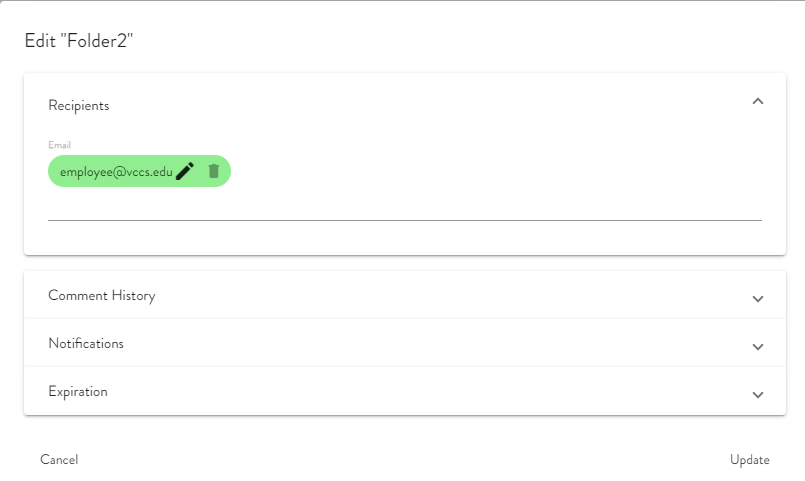 Edit "Folder2"
Recipients
Email
employee@vccs.edu
Comment History
Notifications
Expiration
Cancel Update